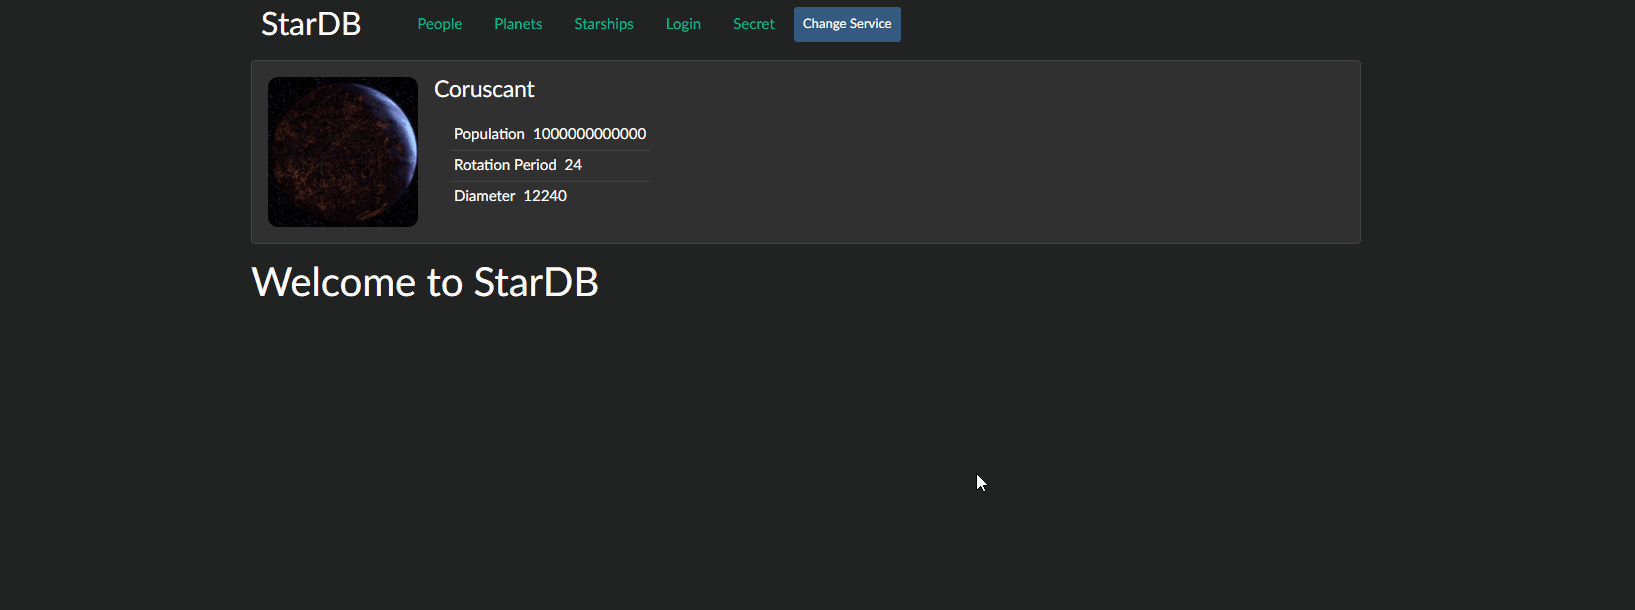 StarDB People Planets Starships Login Secret Change Service
Coruscant
Population 1000000000000
Rotation Period 24
Diameter 12240
Welcome to StarDB